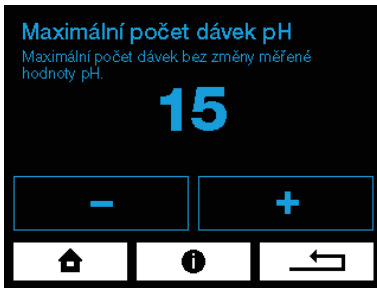 Maximální počet dávek pH
Maximální počet dávek bez změny měřené
hodnoty pH.
15
− +
i